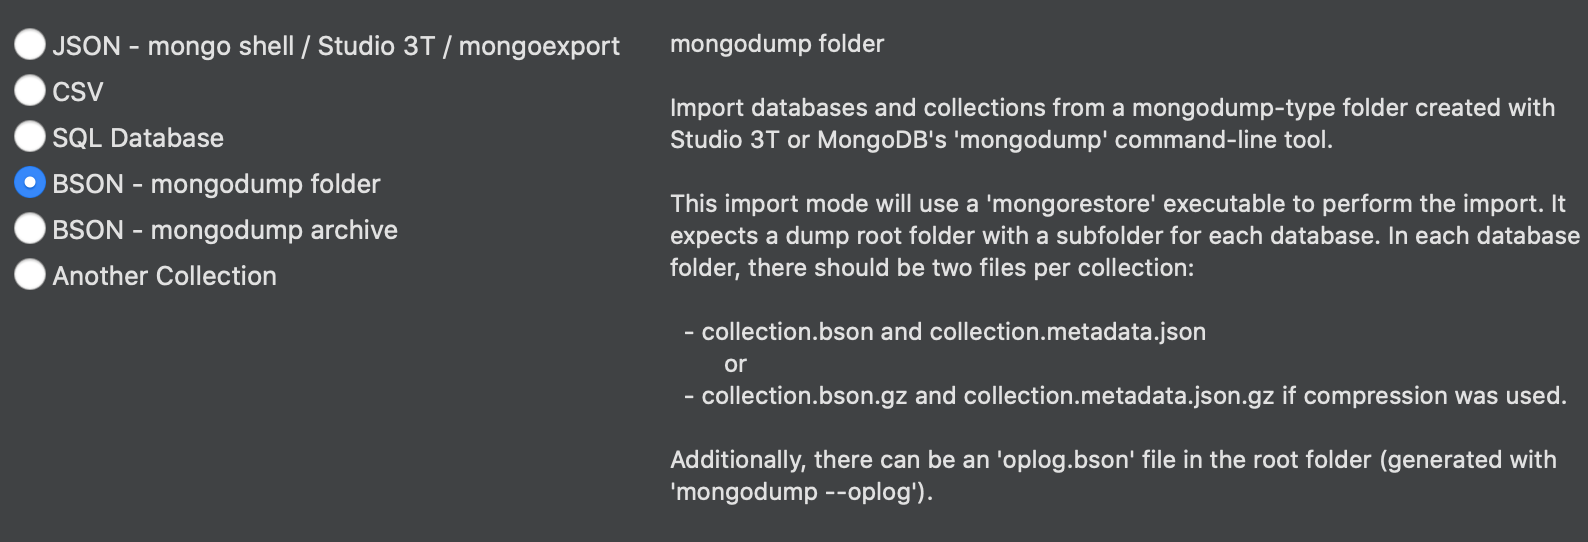 JSON - mongo shell / Studio 3T / mongoexport
CSV
SQL Database
BSON - mongodump folder
BSON - mongodump archive
Another Collection
mongodump folder
Import databases and collections from a mongodump-type folder created with
Studio 3T or MongoDB's 'mongodump' command-line tool.
This import mode will use a 'mongorestore' executable to perform the import. It
expects a dump root folder with a subfolder for each database. In each database
folder, there should be two files per collection:
- collection.bson and collection.metadata.json
or
- collection.bson.gz and collection.metadata.json.gz if compression was used.
Additionally, there can be an 'oplog.bson' file in the root folder (generated with
'mongodump --oplog').